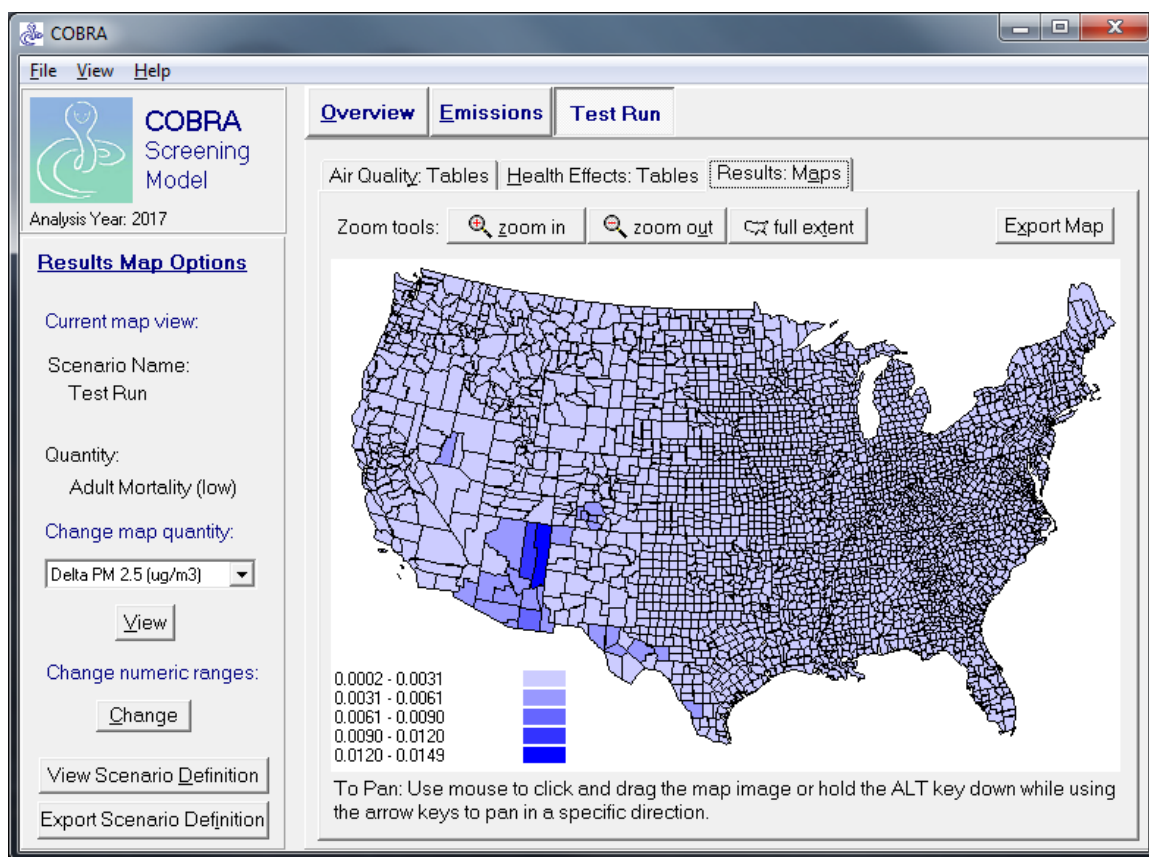 COBRA
File View Help
COBRA
Screening
Model
Analysis Year: 2017
Results Map Options
Current map view:
Scenario Name:
Test Run
Quantity:
Adult Mortality (low)
Change map quantity:
Delta PM 2.5 (ug/m3)
View
Change numeric ranges:
Change
View Scenario Definition
Export Scenario Definition
Overview Emissions Test Run
Air Quality: Tables Health Effects: Tables Results: Maps
Zoom tools: zoom in zoom out full extent Export Map
0.0002 - 0.0031
0.0031 - 0.0061
0.0061 - 0.0090
0.0090 - 0.0120
0.0120 - 0.0149
To Pan: Use mouse to click and drag the map image or hold the ALT key down while using
the arrow keys to pan in a specific direction.